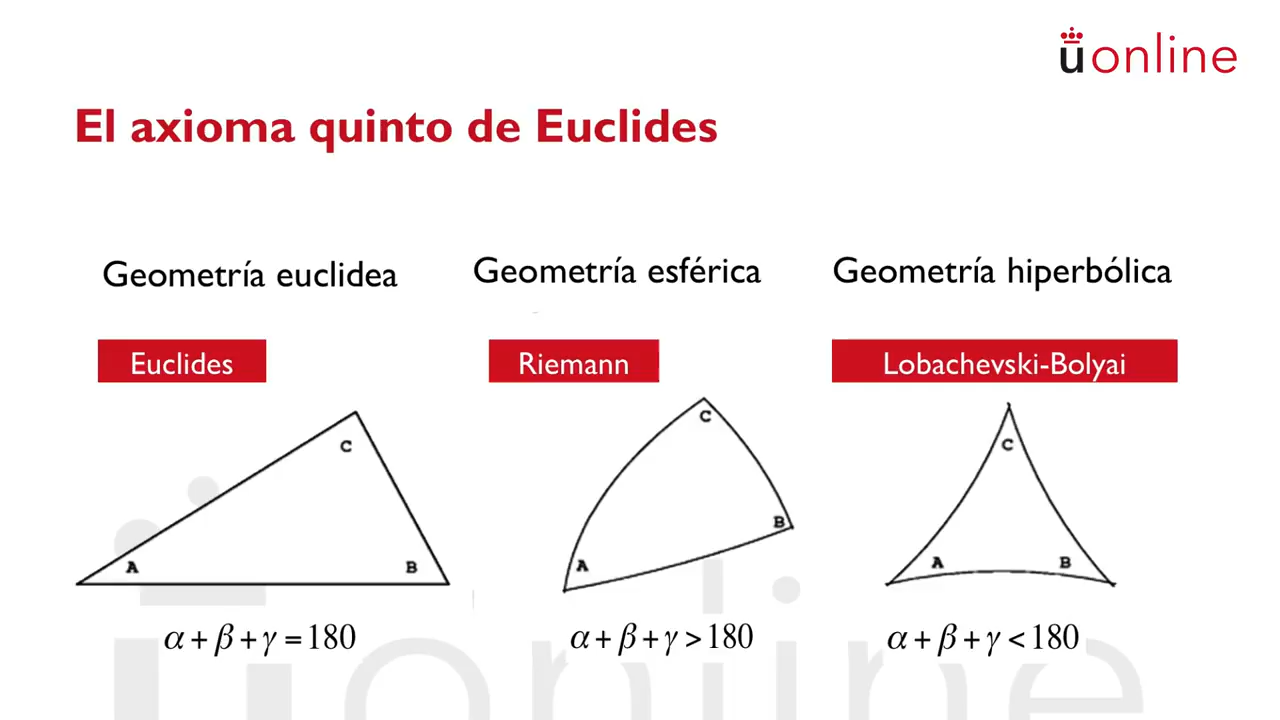 uonline
El axioma quinto de Euclides
Geometría euclidea
Geometría esférica
Geometría hiperbólica
Euclides
Riemann
Lobachevski-Bolyai
C
A
B
C
B
A
C
A
B
α + β + γ = 180
α + β + γ > 180
α + β + γ < 180
uonline